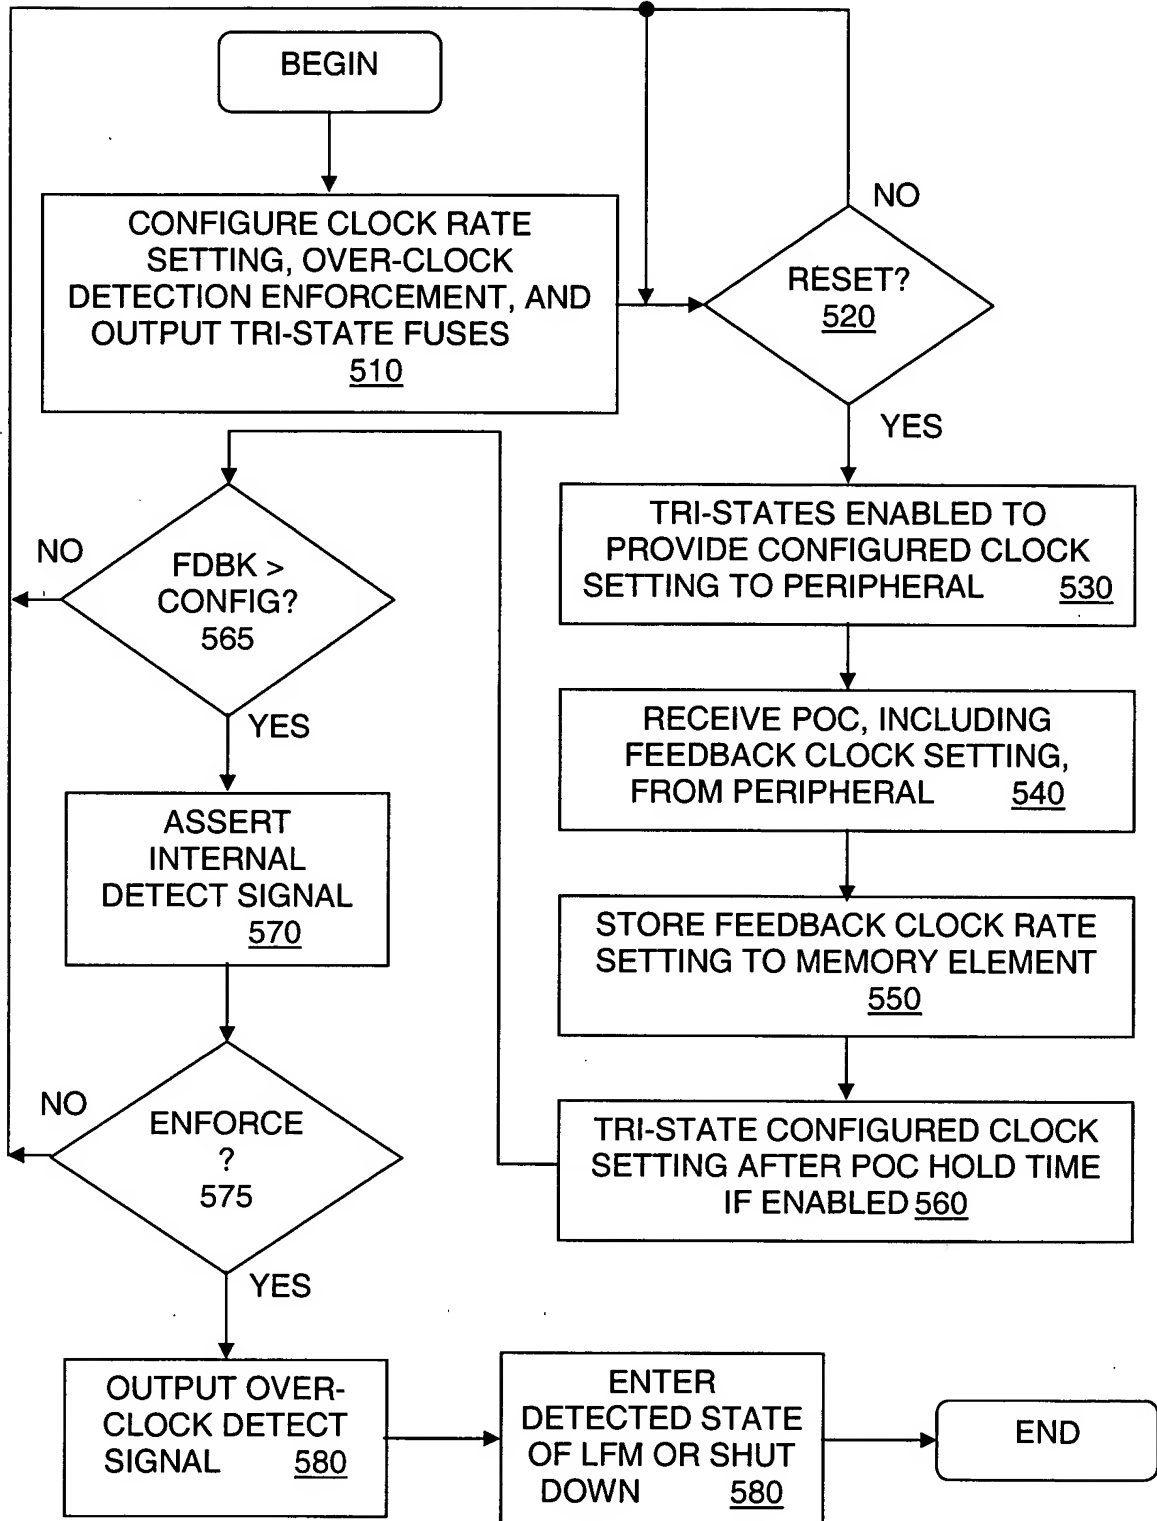 BEGIN
CONFIGURE CLOCK RATE
SETTING, OVER-CLOCK
DETECTION ENFORCEMENT, AND
OUTPUT TRI-STATE FUSES
510
NO
RESET?
520
YES
TRI-STATES ENABLED TO
PROVIDE CONFIGURED CLOCK
SETTING TO PERIPHERAL 530
RECEIVE POC, INCLUDING
FEEDBACK CLOCK SETTING,
FROM PERIPHERAL 540
STORE FEEDBACK CLOCK RATE
SETTING TO MEMORY ELEMENT
550
TRI-STATE CONFIGURED CLOCK
SETTING AFTER POC HOLD TIME
IF ENABLED 560
NO
FDBK >
CONFIG?
565
YES
ASSERT
INTERNAL
DETECT SIGNAL
570
NO
ENFORCE
?
575
YES
OUTPUT OVER-
CLOCK DETECT
SIGNAL 580
ENTER
DETECTED STATE
OF LFM OR SHUT
DOWN 580
END